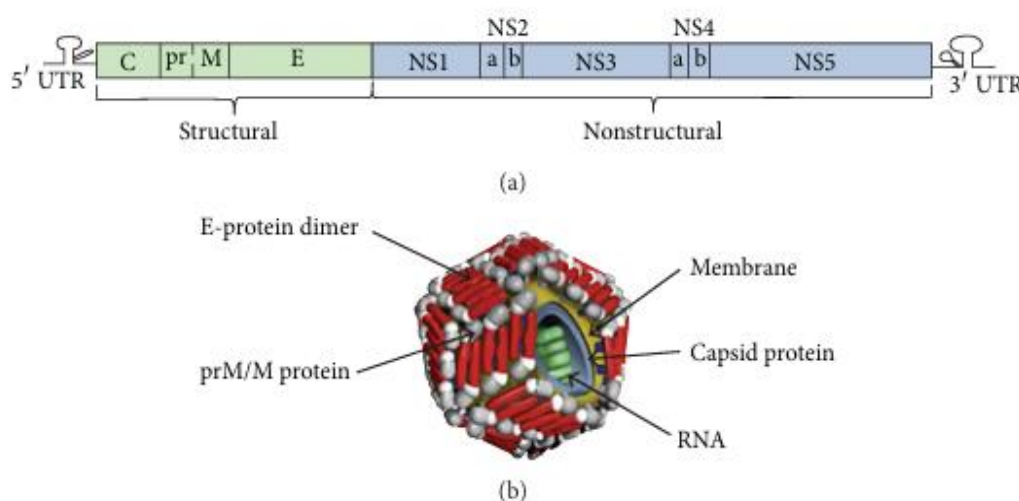 NS2 NS4
C pr M E NS1 a b NS3 a b NS5
5′ UTR 3′ UTR
Structural Nonstructural
(a)
E-protein dimer
Membrane
prM/M protein
Capsid protein
RNA
(b)